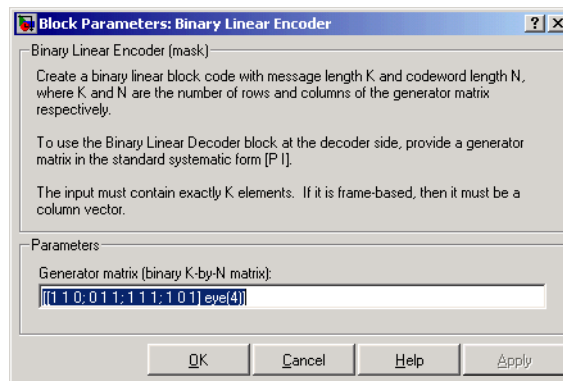 Block Parameters: Binary Linear Encoder
Binary Linear Encoder (mask)
Create a binary linear block code with message length K and codeword length N,
where K and N are the number of rows and columns of the generator matrix
respectively.
To use the Binary Linear Decoder block at the decoder side, provide a generator
matrix in the standard systematic form [P I].
The input must contain exactly K elements. If it is frame-based, then it must be a
column vector.
Parameters
Generator matrix (binary K-by-N matrix):
[[1 1 0; 0 1 1; 1 1 1; 1 0 1] eye(4)]
OK Cancel Help Apply